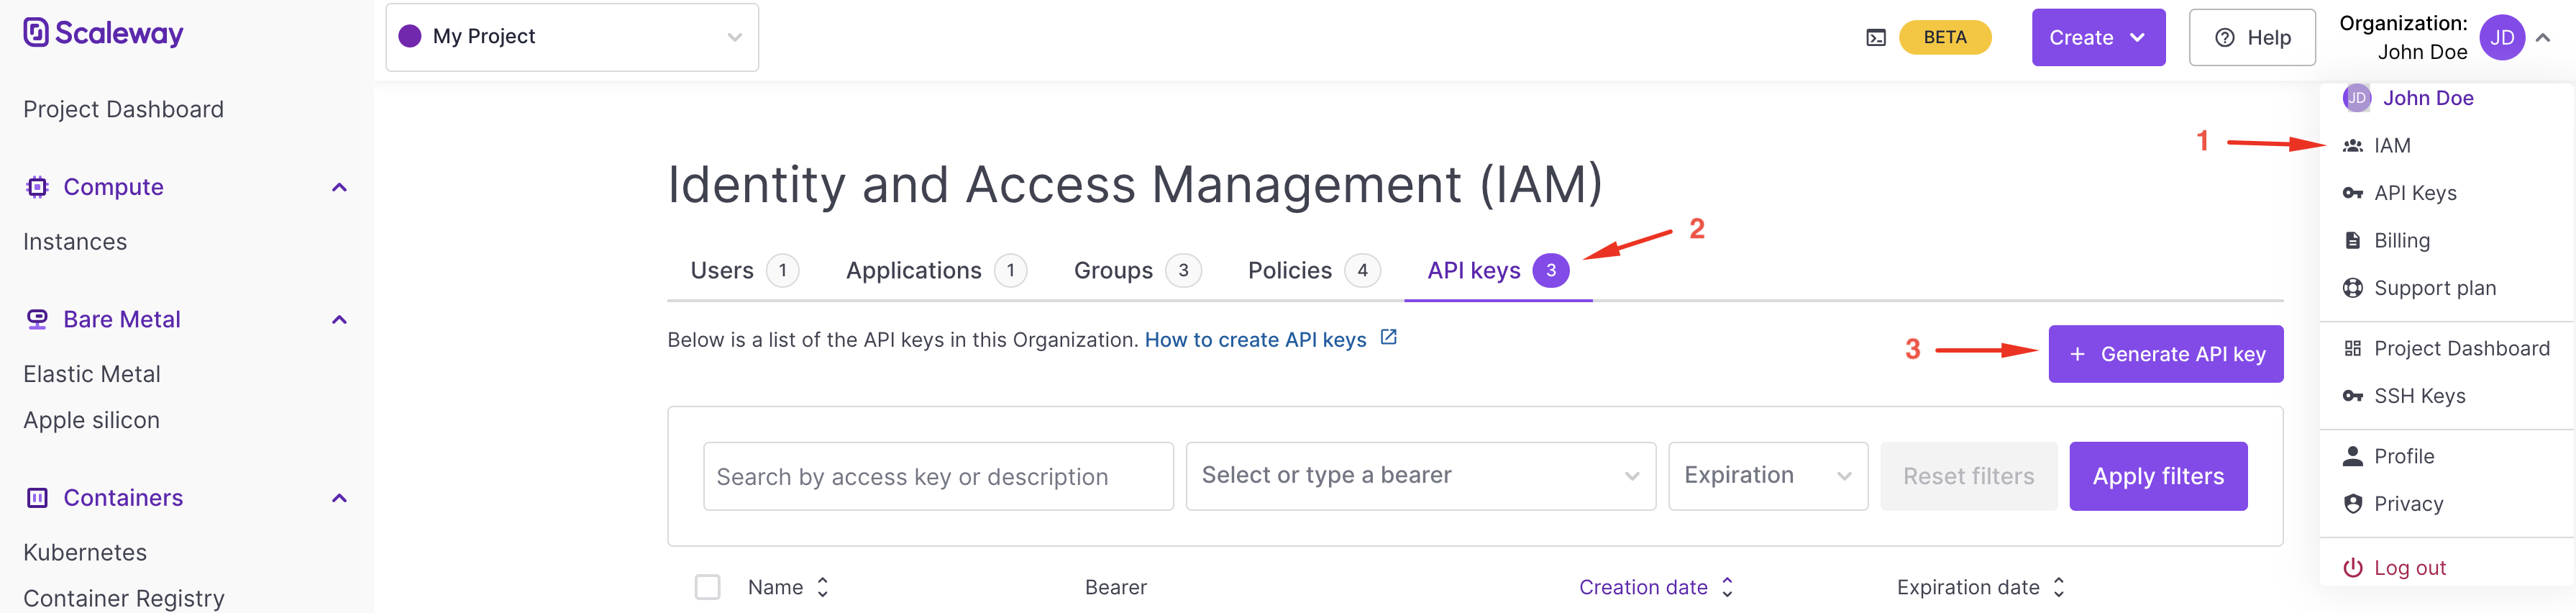 Scaleway
My Project
BETA
Create
Help
Organization:
John Doe
JD
Project Dashboard
Compute
Instances
Bare Metal
Elastic Metal
Apple silicon
Containers
Kubernetes
Container Registry
Identity and Access Management (IAM)
2
Users 1 Applications 1 Groups 3 Policies 4 API keys 3
Below is a list of the API keys in this Organization. How to create API keys
3
+ Generate API key
Search by access key or description
Select or type a bearer
Expiration
Reset filters
Apply filters
Name Bearer Creation date Expiration date
JD John Doe
1
IAM
API Keys
Billing
Support plan
Project Dashboard
SSH Keys
Profile
Privacy
Log out